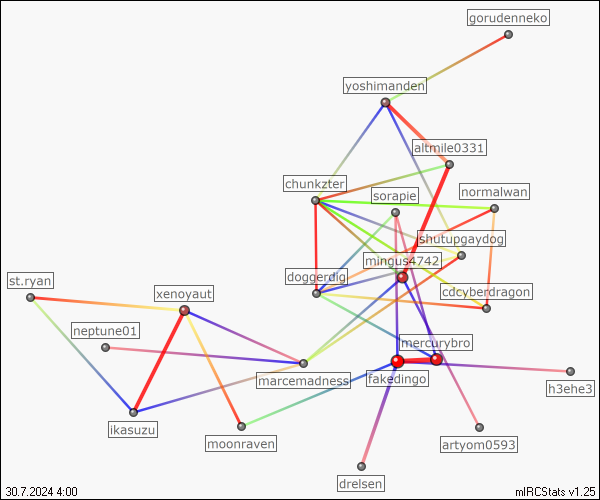 gorudenneko
yoshimanden
altmile0331
chunkzter
sorapie
normalwan
shutupgaydog
mingus4742
doggerdig
st.ryan
xenoyaut
cdcyberdragon
neptune01
mercurybro
marcemadness
fakedingo
h3ehe3
ikasuzu
moonraven
artyom0593
drelsen
30.7.2024 4:00
mIRCStats v1.25